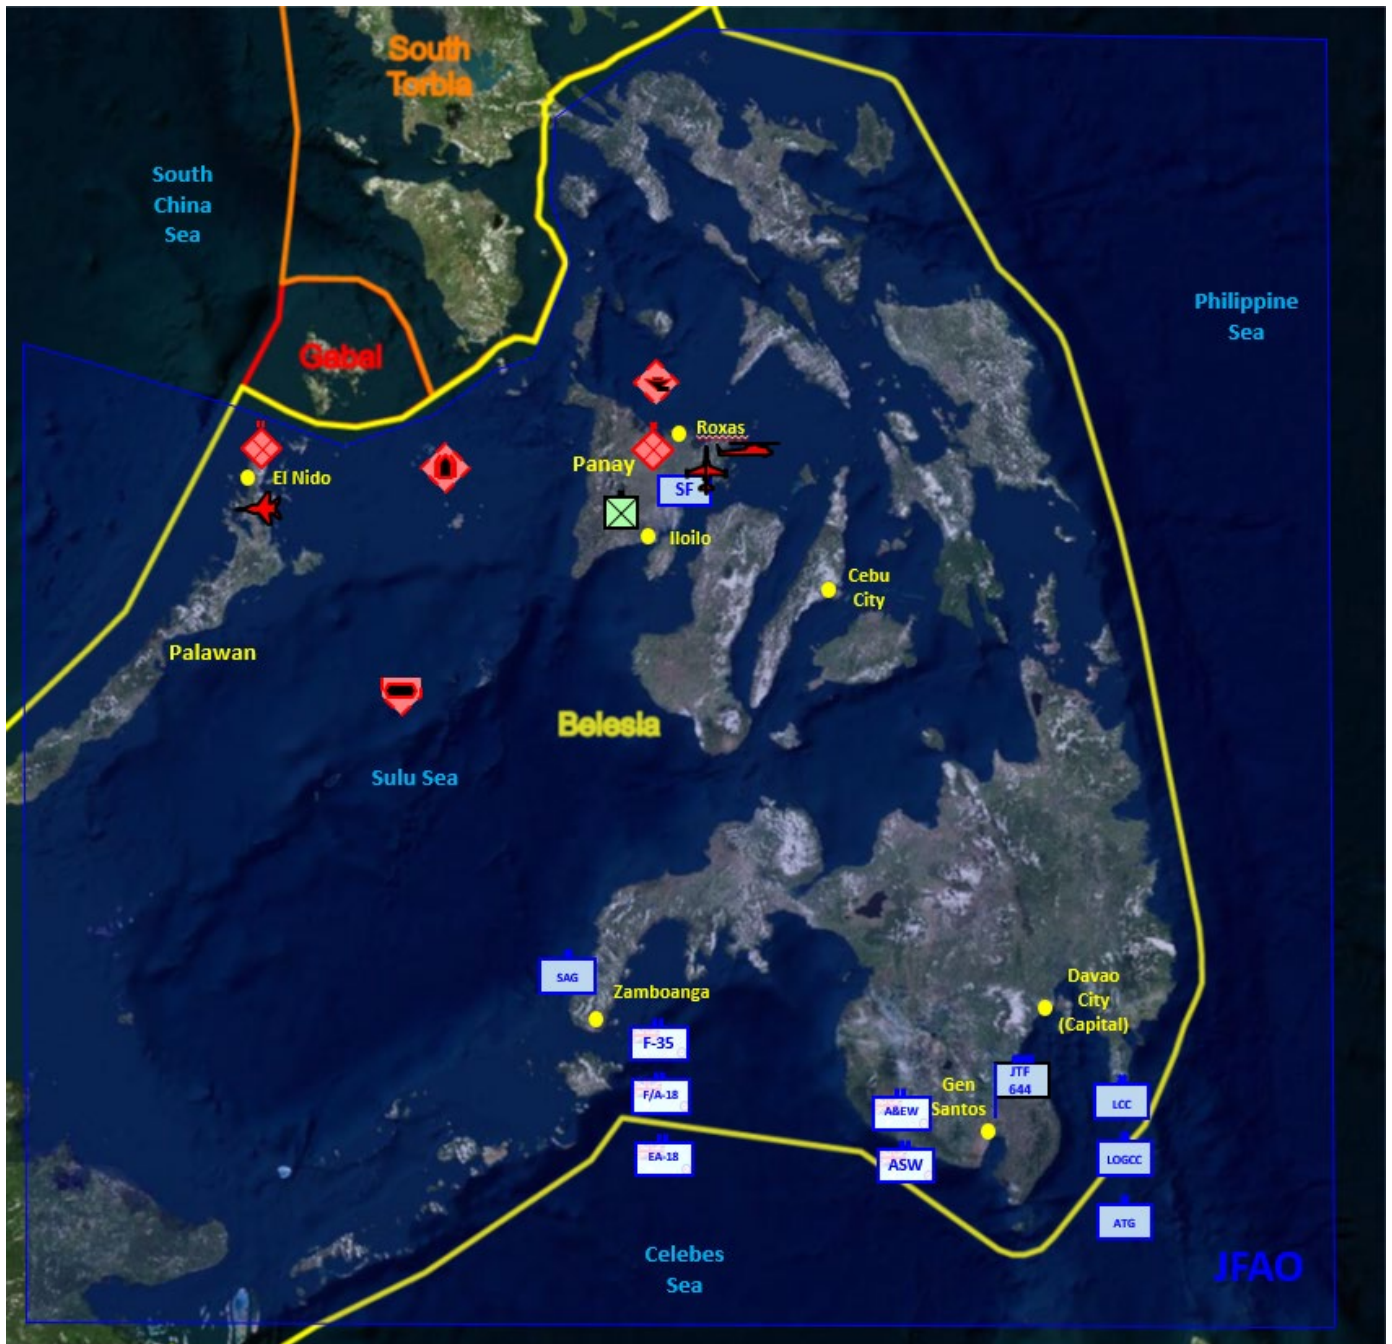 South
Torbia
South
China
Sea
Philippine
Sea
Gabal
Roxas
El Nido
Panay
SF
Iloilo
Cebu
City
Palawan
Belesia
Sulu Sea
SAG
Zamboanga
Davao
City
(Capital)
F-35
JTF
644
Gen
Santos
F/A-18
A&EW
LCC
EA-18
ASW
LOGCC
ATG
Celebes
Sea
JFAO